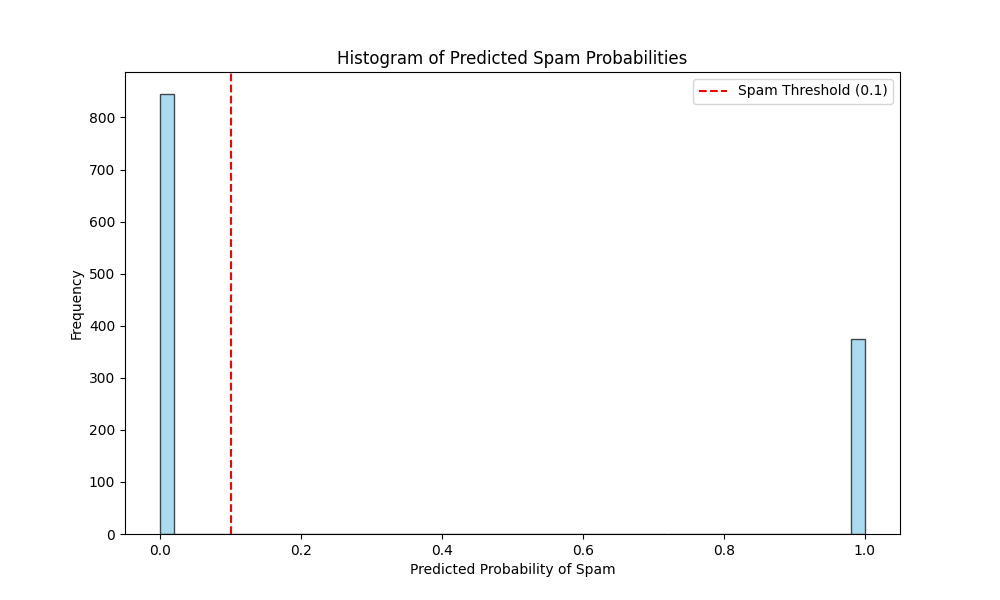 Histogram of Predicted Spam Probabilities
Spam Threshold (0.1)
800
700
600
500
400
300
200
100
0
Frequency
0.0 0.2 0.4 0.6 0.8 1.0
Predicted Probability of Spam